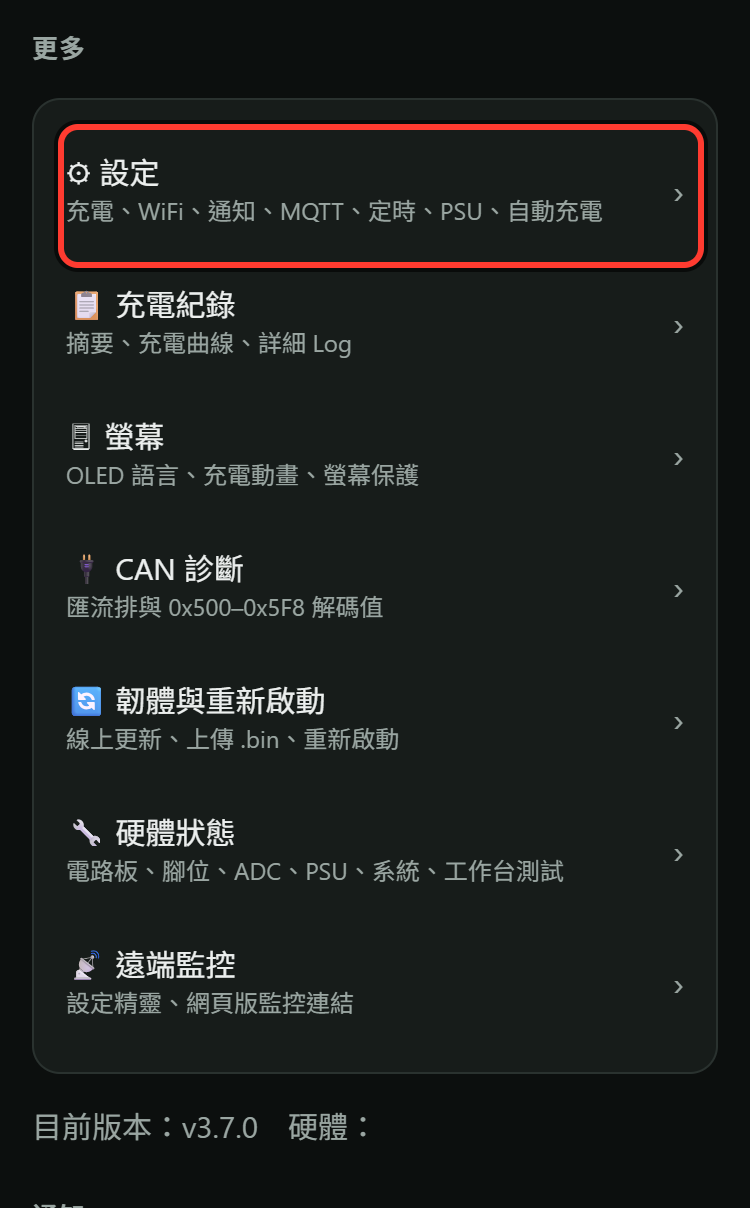 更多
設定
充電、WiFi、通知、MQTT、定時、PSU、自動充電
充電紀錄
摘要、充電曲線、詳細 Log
螢幕
OLED 語言、充電動畫、螢幕保護
CAN 診斷
匯流排與 0x500–0x5F8 解碼值
韌體與重新啟動
線上更新、上傳 .bin、重新啟動
硬體狀態
電路板、腳位、ADC、PSU、系統、工作台測試
遠端監控
設定精靈、網頁版監控連結
目前版本：v3.7.0　硬體：